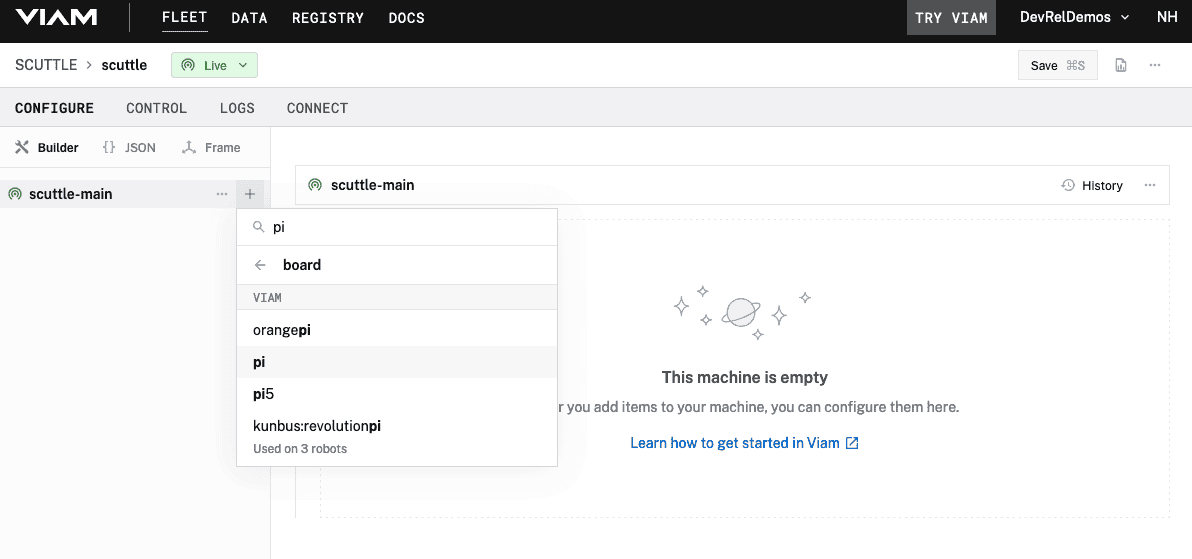 VIAM FLEET DATA REGISTRY DOCS TRY VIAM DevRelDemos NH
SCUTTLE > scuttle Live Save ⌘S
CONFIGURE CONTROL LOGS CONNECT
Builder {} JSON Frame
scuttle-main ... +
scuttle-main History ...
pi
board
VIAM
orangepi
pi
pi5
kunbus:revolutionpi
Used on 3 robots
This machine is empty
r you add items to your machine, you can configure them here.
Learn how to get started in Viam